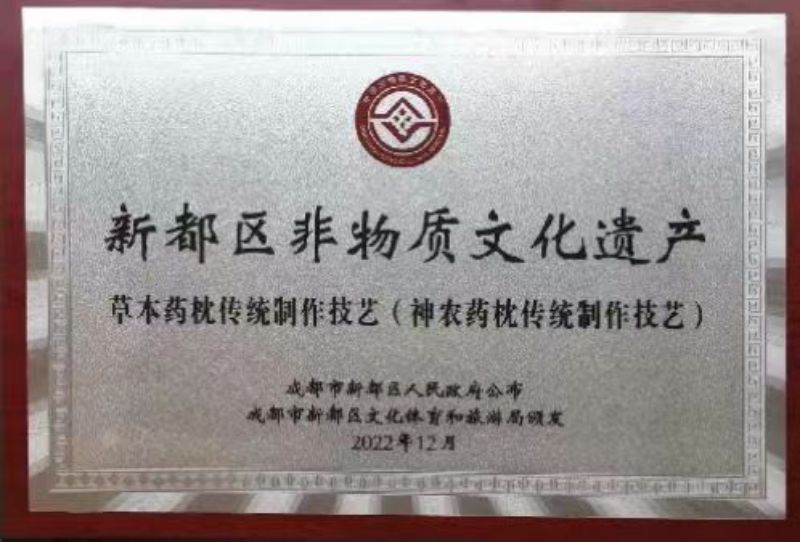 新都区非物质文化遗产
草本药枕传统制作技艺（神农药枕传统制作技艺）
成都市新都区人民政府公布
成都市新都区文化体育和旅游局颁发
2022年12月